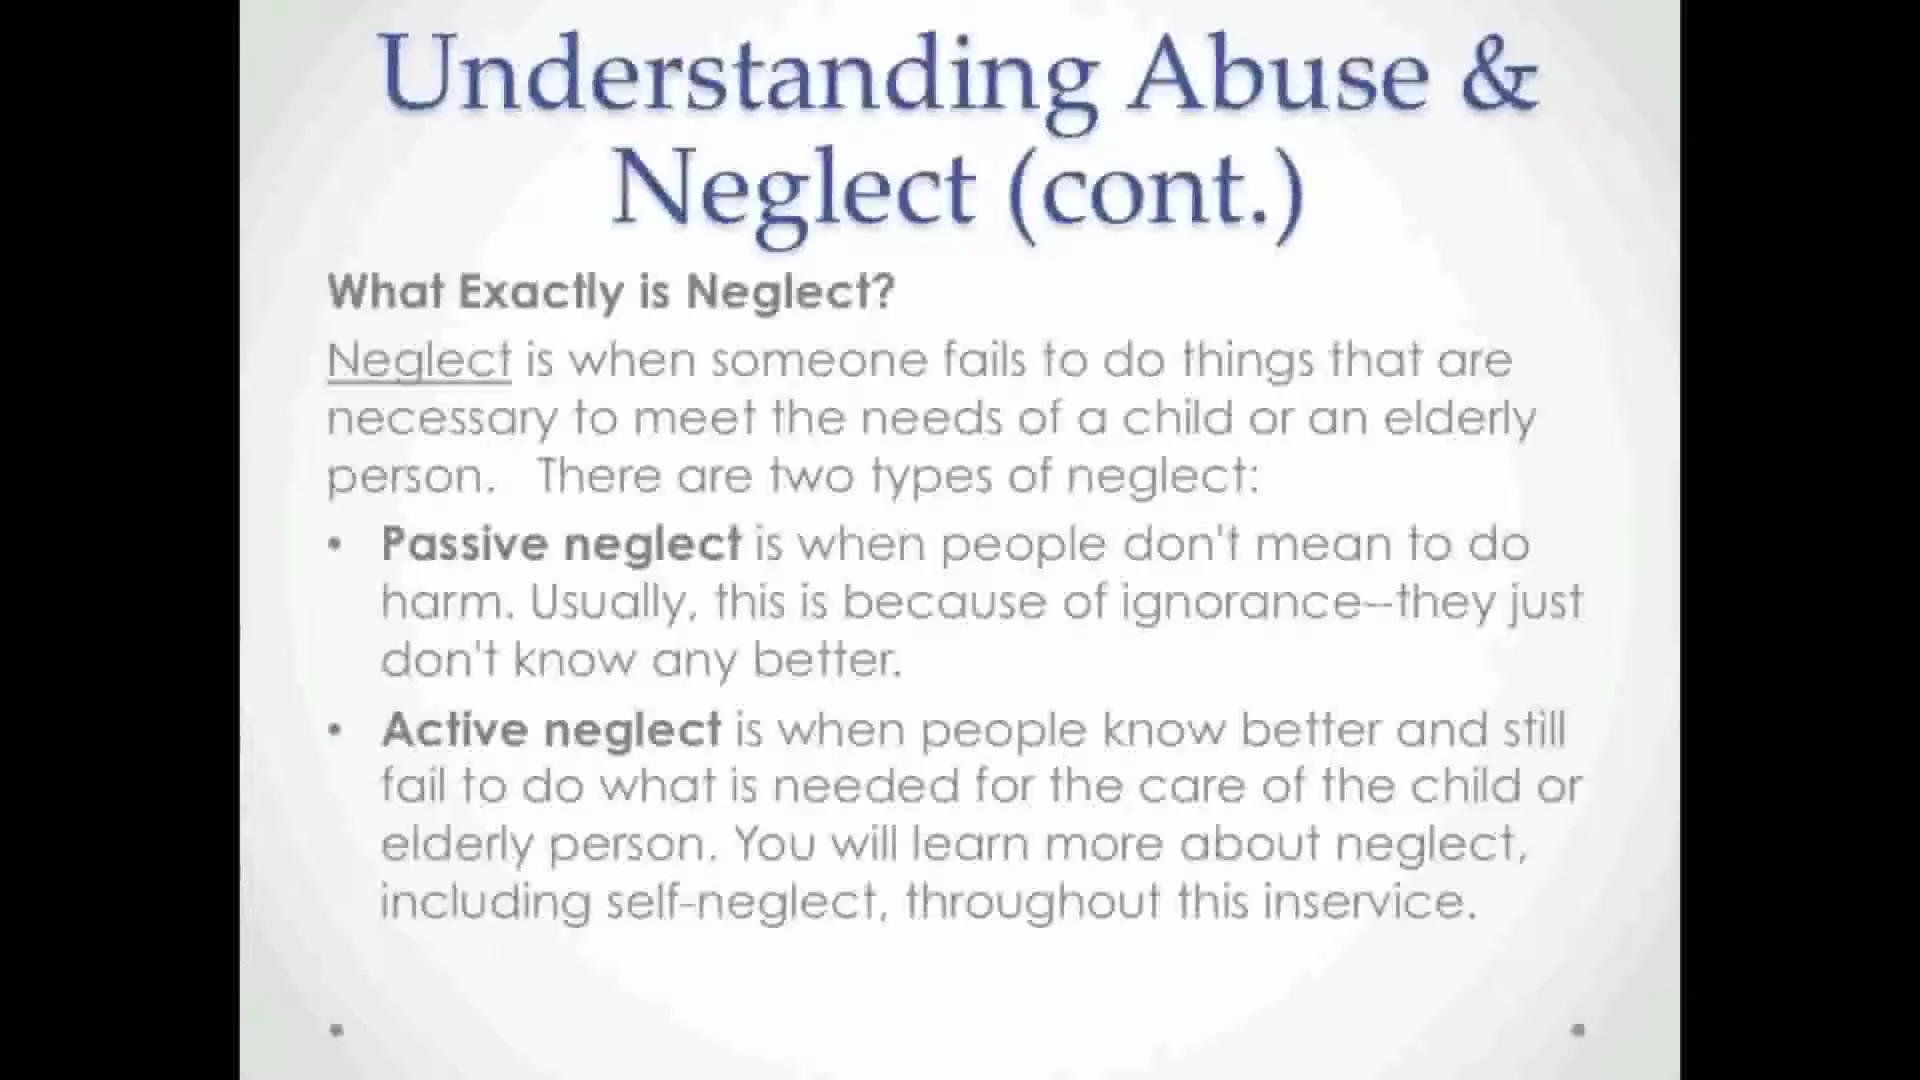 Understanding Abuse &
Neglect (cont.)
What Exactly is Neglect?
Neglect is when someone fails to do things that are
necessary to meet the needs of a child or an elderly
person.   There are two types of neglect:
• Passive neglect is when people don't mean to do
harm. Usually, this is because of ignorance--they just
don't know any better.
• Active neglect is when people know better and still
fail to do what is needed for the care of the child or
elderly person. You will learn more about neglect,
including self-neglect, throughout this inservice.